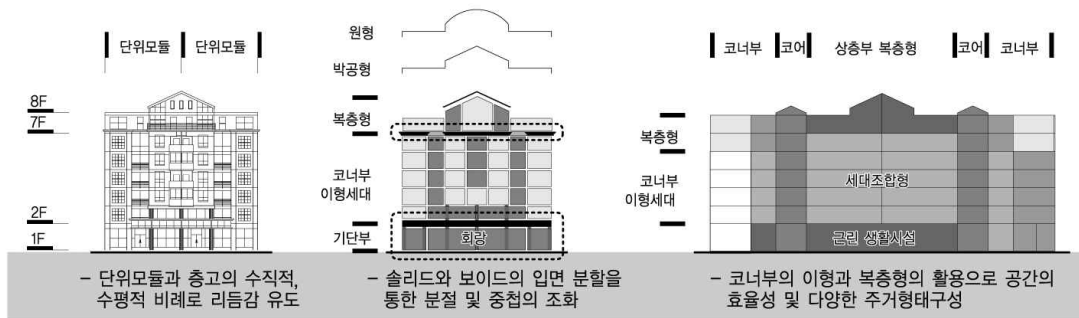 단위모듈 단위모듈
8F
7F
2F
1F
- 단위모듈과 층고의 수직적,
수평적 비례로 리듬감 유도
원형
박공형
복층형
코너부
이형세대
기단부
회랑
- 솔리드와 보이드의 입면 분할을
통한 분절 및 중첩의 조화
코너부 코어 상층부 복층형 코어 코너부
복층형
코너부
이형세대
세대조합형
근린 생활시설
- 코너부의 이형과 복층형의 활용으로 공간의
효율성 및 다양한 주거형태구성